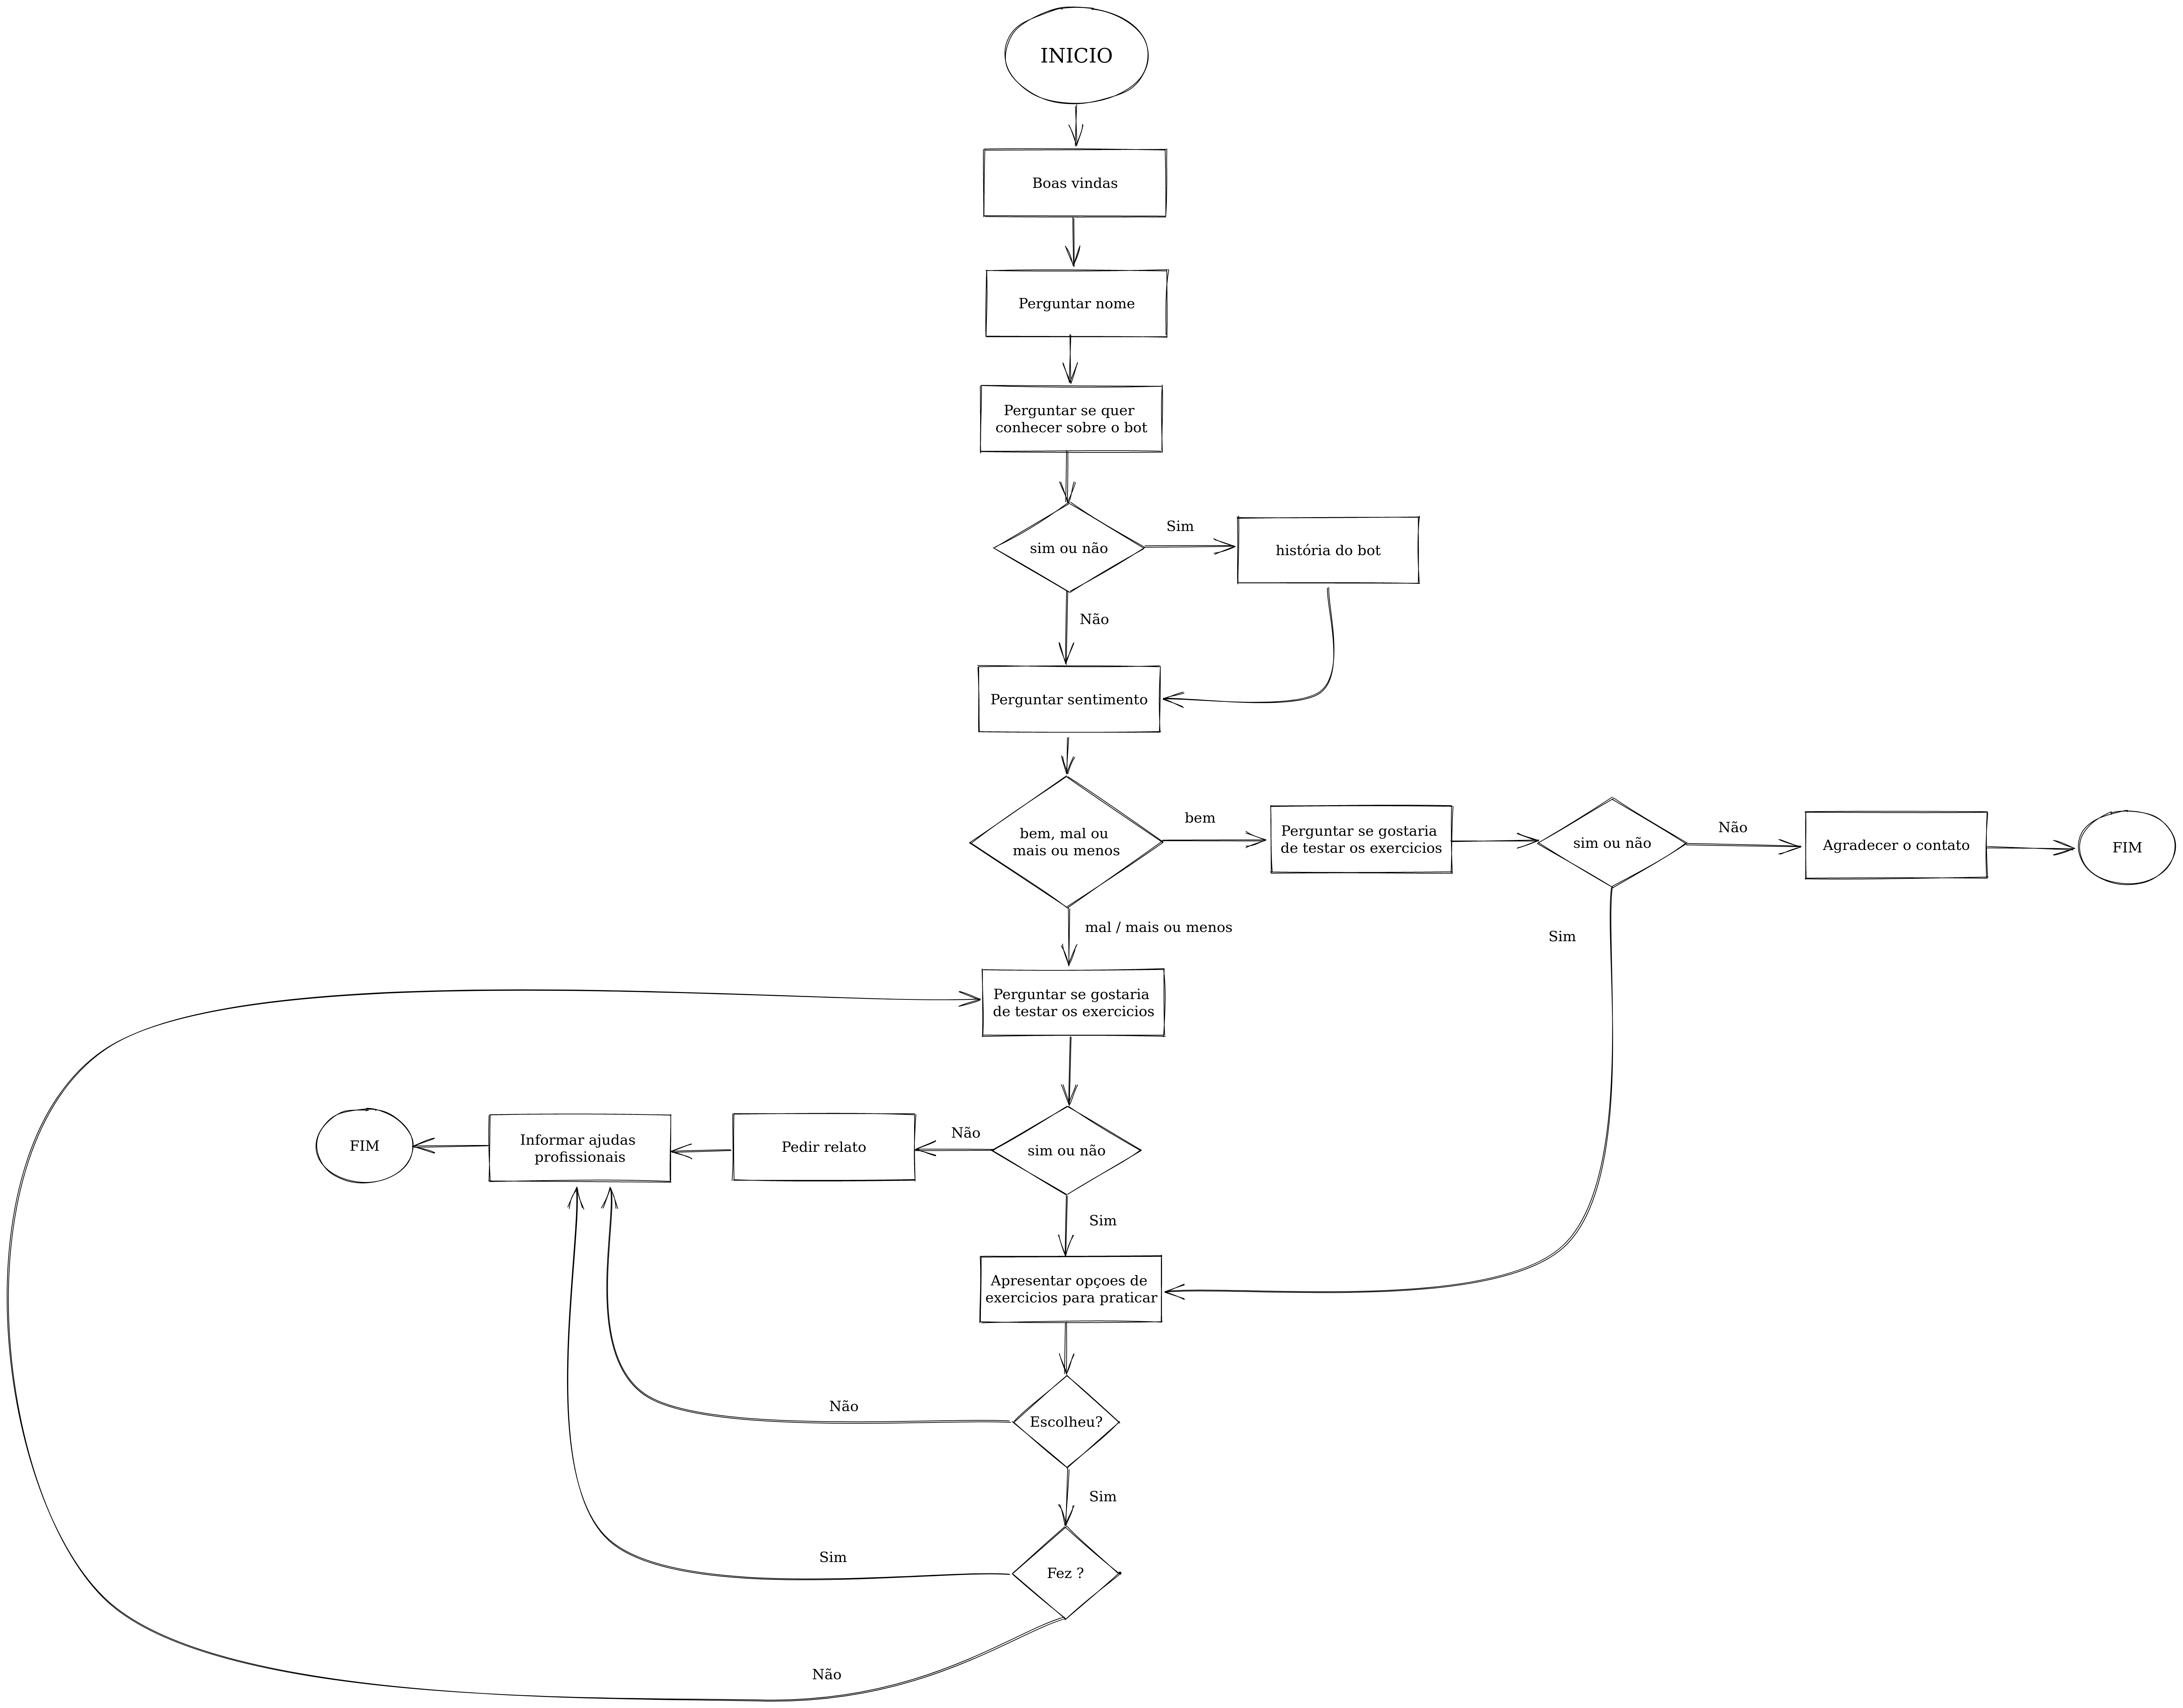 INICIO
Boas vindas
Perguntar nome
Perguntar se quer
conhecer sobre o bot
sim ou não
Sim
história do bot
Não
Perguntar sentimento
bem, mal ou
mais ou menos
bem
Perguntar se gostaria
de testar os exercicios
sim ou não
Não
Agradecer o contato
FIM
mal / mais ou menos
Sim
Perguntar se gostaria
de testar os exercicios
sim ou não
Não
Pedir relato
Informar ajudas
profissionais
FIM
Sim
Apresentar opçoes de
exercicios para praticar
Escolheu?
Não
Sim
Fez ?
Sim
Não